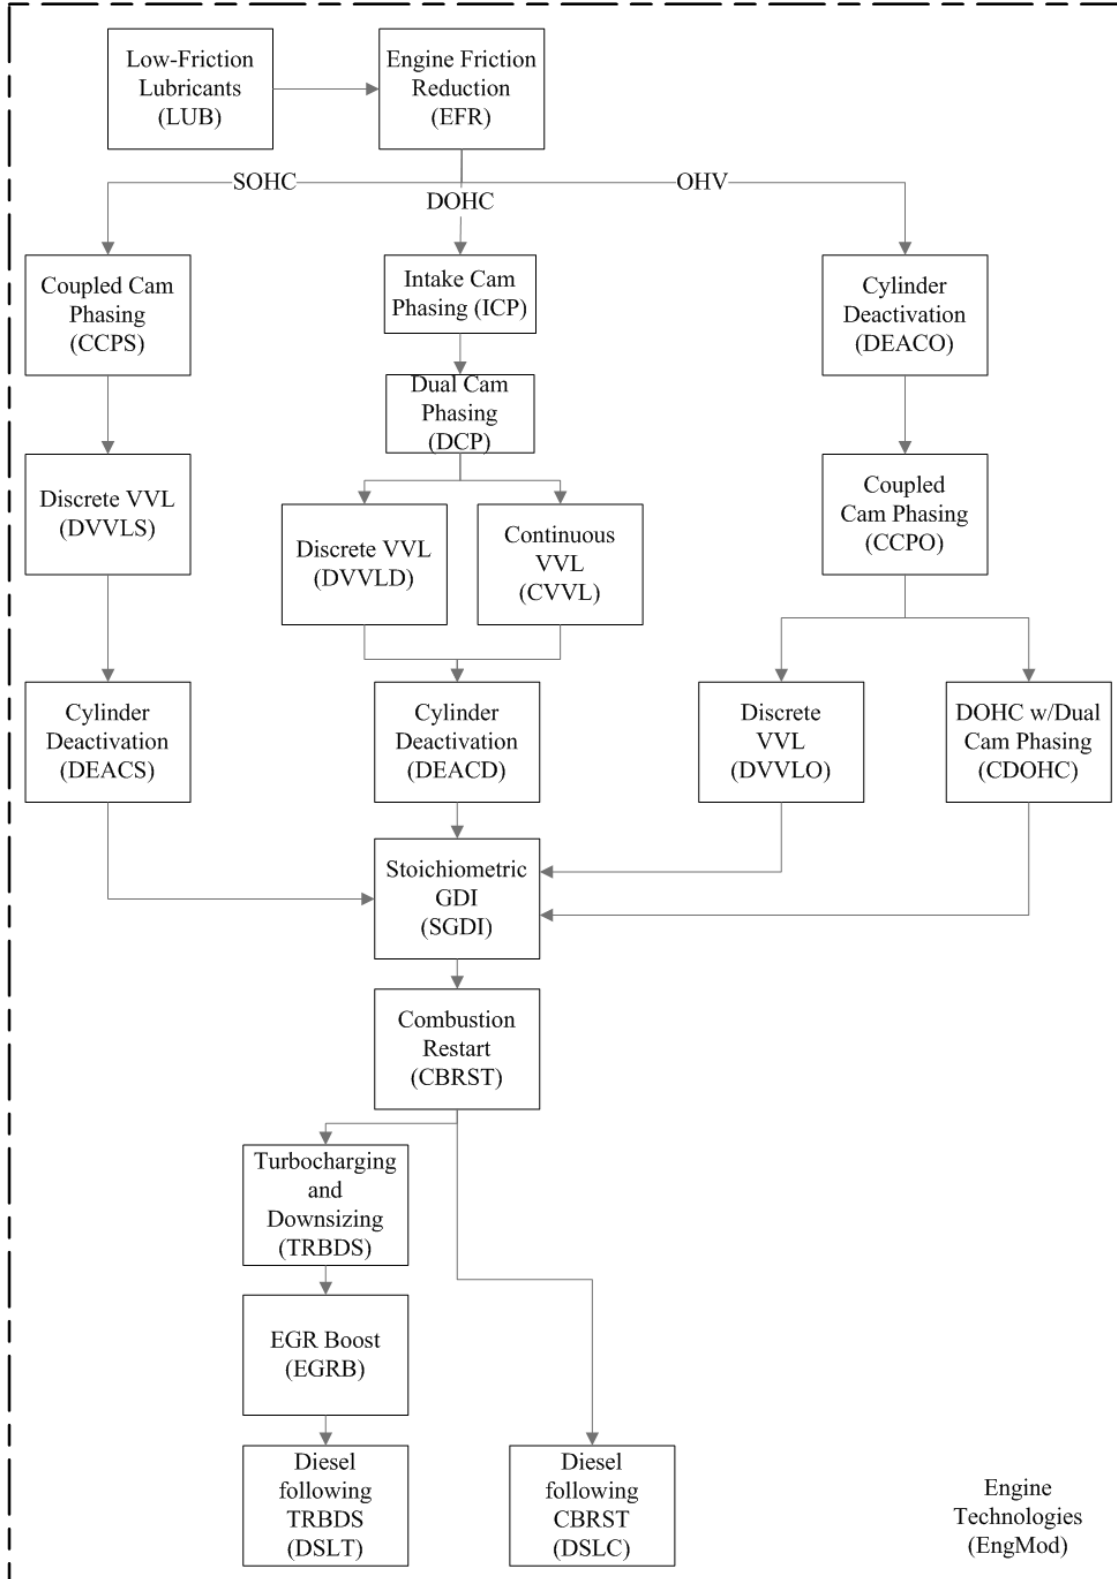 Low-Friction
Lubricants
(LUB)
Engine Friction
Reduction
(EFR)
SOHC
DOHC
OHV
Coupled Cam
Phasing
(CCPS)
Intake Cam
Phasing (ICP)
Cylinder
Deactivation
(DEACO)
Dual Cam
Phasing
(DCP)
Discrete VVL
(DVVLS)
Discrete VVL
(DVVLD)
Continuous
VVL
(CVVL)
Coupled
Cam Phasing
(CCPO)
Cylinder
Deactivation
(DEACS)
Cylinder
Deactivation
(DEACD)
Discrete
VVL
(DVVLO)
DOHC w/Dual
Cam Phasing
(CDOHC)
Stoichiometric
GDI
(SGDI)
Combustion
Restart
(CBRST)
Turbocharging
and
Downsizing
(TRBDS)
EGR Boost
(EGRB)
Diesel
following
TRBDS
(DSLT)
Diesel
following
CBRST
(DSLC)
Engine
Technologies
(EngMod)